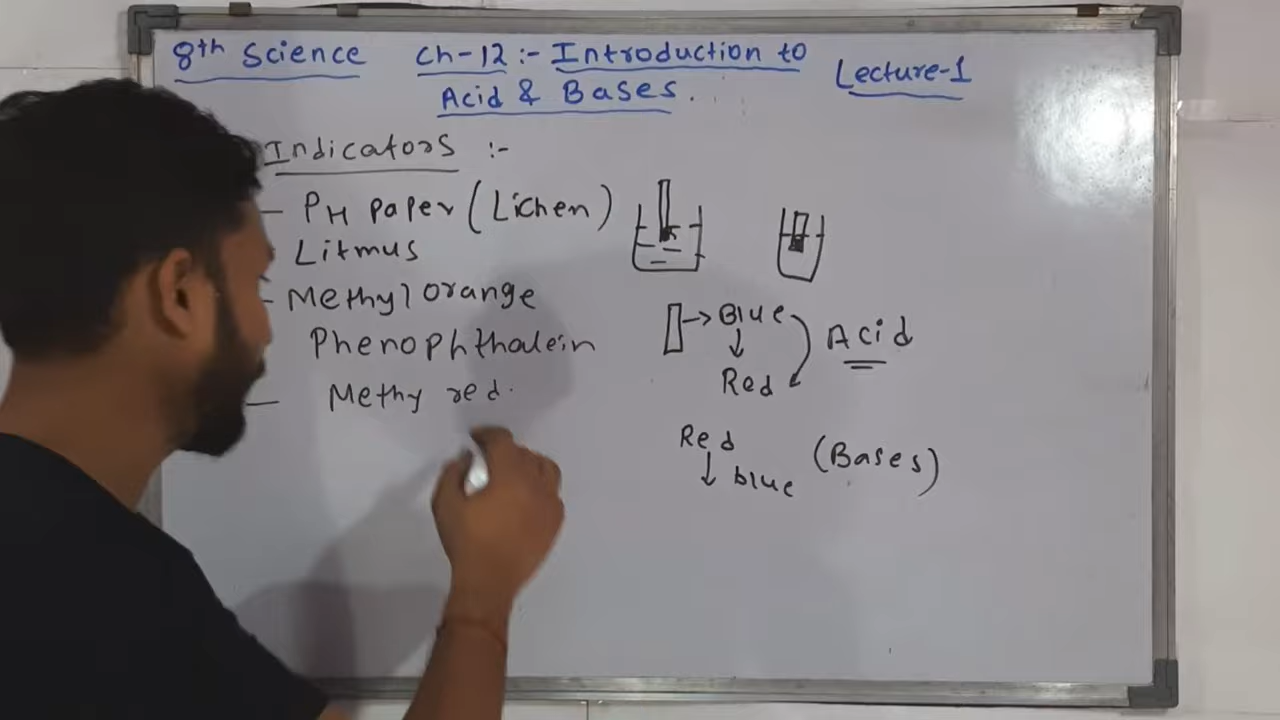 8th Science Ch-12 :- Introduction to Lecture-1
Acid & Bases.
Indicators :-
- PH paper (Lichen)
Litmus
- Methyl orange
Phenophthalein
- Methy red.
→ Blue
↓
Red
Acid
Red
↓ blue
(Bases)